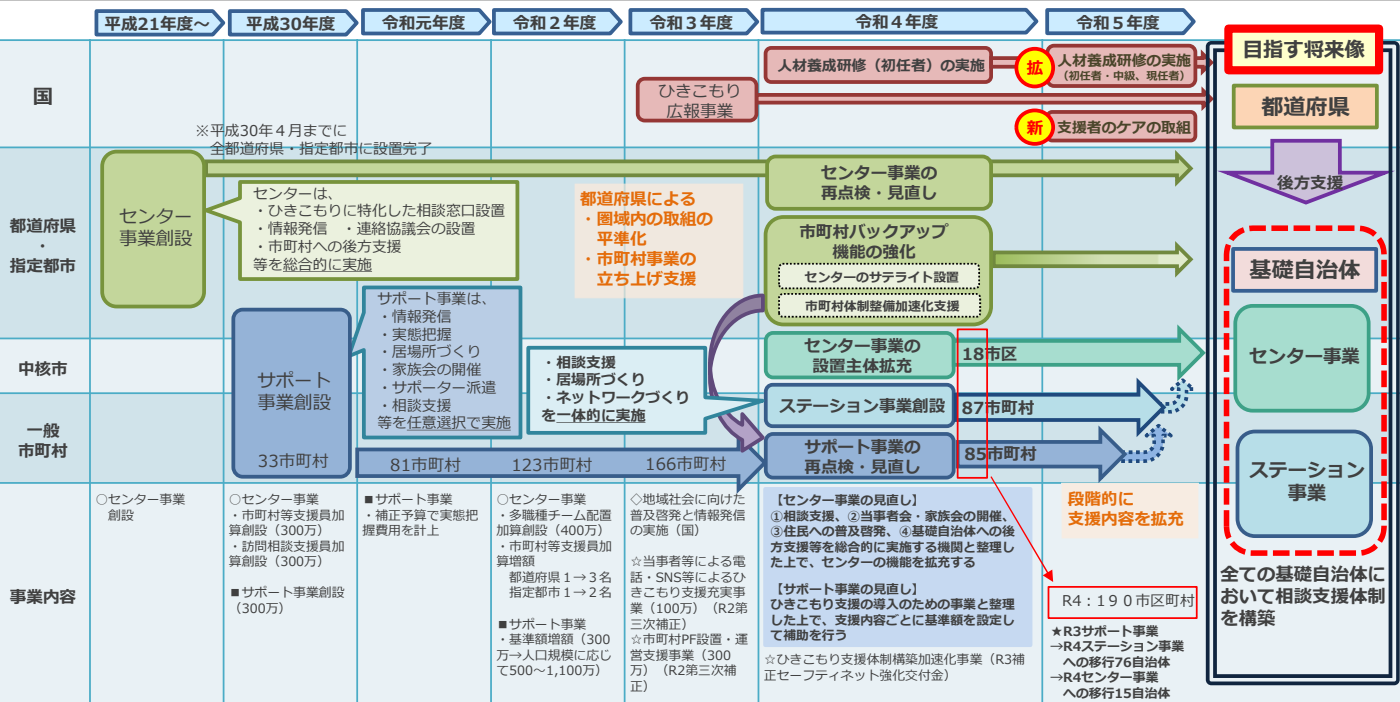 平成21年度～
平成30年度
令和元年度
令和２年度
令和３年度
令和４年度
令和５年度
国
人材養成研修（初任者）の実施
拡
人材養成研修の実施
（初任者・中級、現任者）
ひきこもり
広報事業
新
支援者のケアの取組
※平成30年４月までに
全都道府県・指定都市に設置完了
都道府県
・
指定都市
センター
事業創設
センターは、
・ひきこもりに特化した相談窓口設置
・情報発信　・連絡協議会の設置
・市町村への後方支援
等を総合的に実施
都道府県による
・圏域内の取組の
平準化
・市町村事業の
立ち上げ支援
センター事業の
再点検・見直し
市町村バックアップ
機能の強化
センターのサテライト設置
市町村体制整備加速化支援
サポート
事業創設
33市町村
サポート事業は、
・情報発信
・実態把握
・居場所づくり
・家族会の開催
・サポーター派遣
・相談支援
等を任意選択で実施
・相談支援
・居場所づくり
・ネットワークづくり
を一体的に実施
中核市
センター事業の
設置主体拡充
18市区
一般
市町村
ステーション事業創設
87市町村
81市町村
123市町村
166市町村
サポート事業の
再点検・見直し
85市町村
事業内容
○センター事業
創設
○センター事業
・市町村等支援員加
算創設（300万）
・訪問相談支援員加
算創設（300万）
■サポート事業創設
（300万）
■サポート事業
・補正予算で実態把
握費用を計上
○センター事業
・多職種チーム配置
加算創設（400万）
・市町村等支援員加
算増額
都道府県１→３名
指定都市１→２名
■サポート事業
・基準額増額（300
万→人口規模に応じ
て500～1,100万）
◇地域社会に向けた
普及啓発と情報発信
の実施（国）
☆当事者等による電
話・SNS等によるひ
きこもり支援充実事
業（100万）（R2第
三次補正）
☆市町村PF設置・運
営支援事業（300
万）（R2第三次補
正）
【センター事業の見直し】
①相談支援、②当事者会・家族会の開催、
③住民への普及啓発、④基礎自治体への後
方支援等を総合的に実施する機関と整理し
た上で、センターの機能を拡充する
【サポート事業の見直し】
ひきこもり支援の導入のための事業と整理
した上で、支援内容ごとに基準額を設定し
て補助を行う
☆ひきこもり支援体制構築加速化事業（R3補
正セーフティネット強化交付金）
段階的に
支援内容を拡充
R4：１９０市区町村
★R3サポート事業
→R4ステーション事業
への移行76自治体
→R4センター事業
への移行15自治体
目指す将来像
都道府県
後方支援
基礎自治体
センター事業
ステーション
事業
全ての基礎自治体に
おいて相談支援体制
を構築